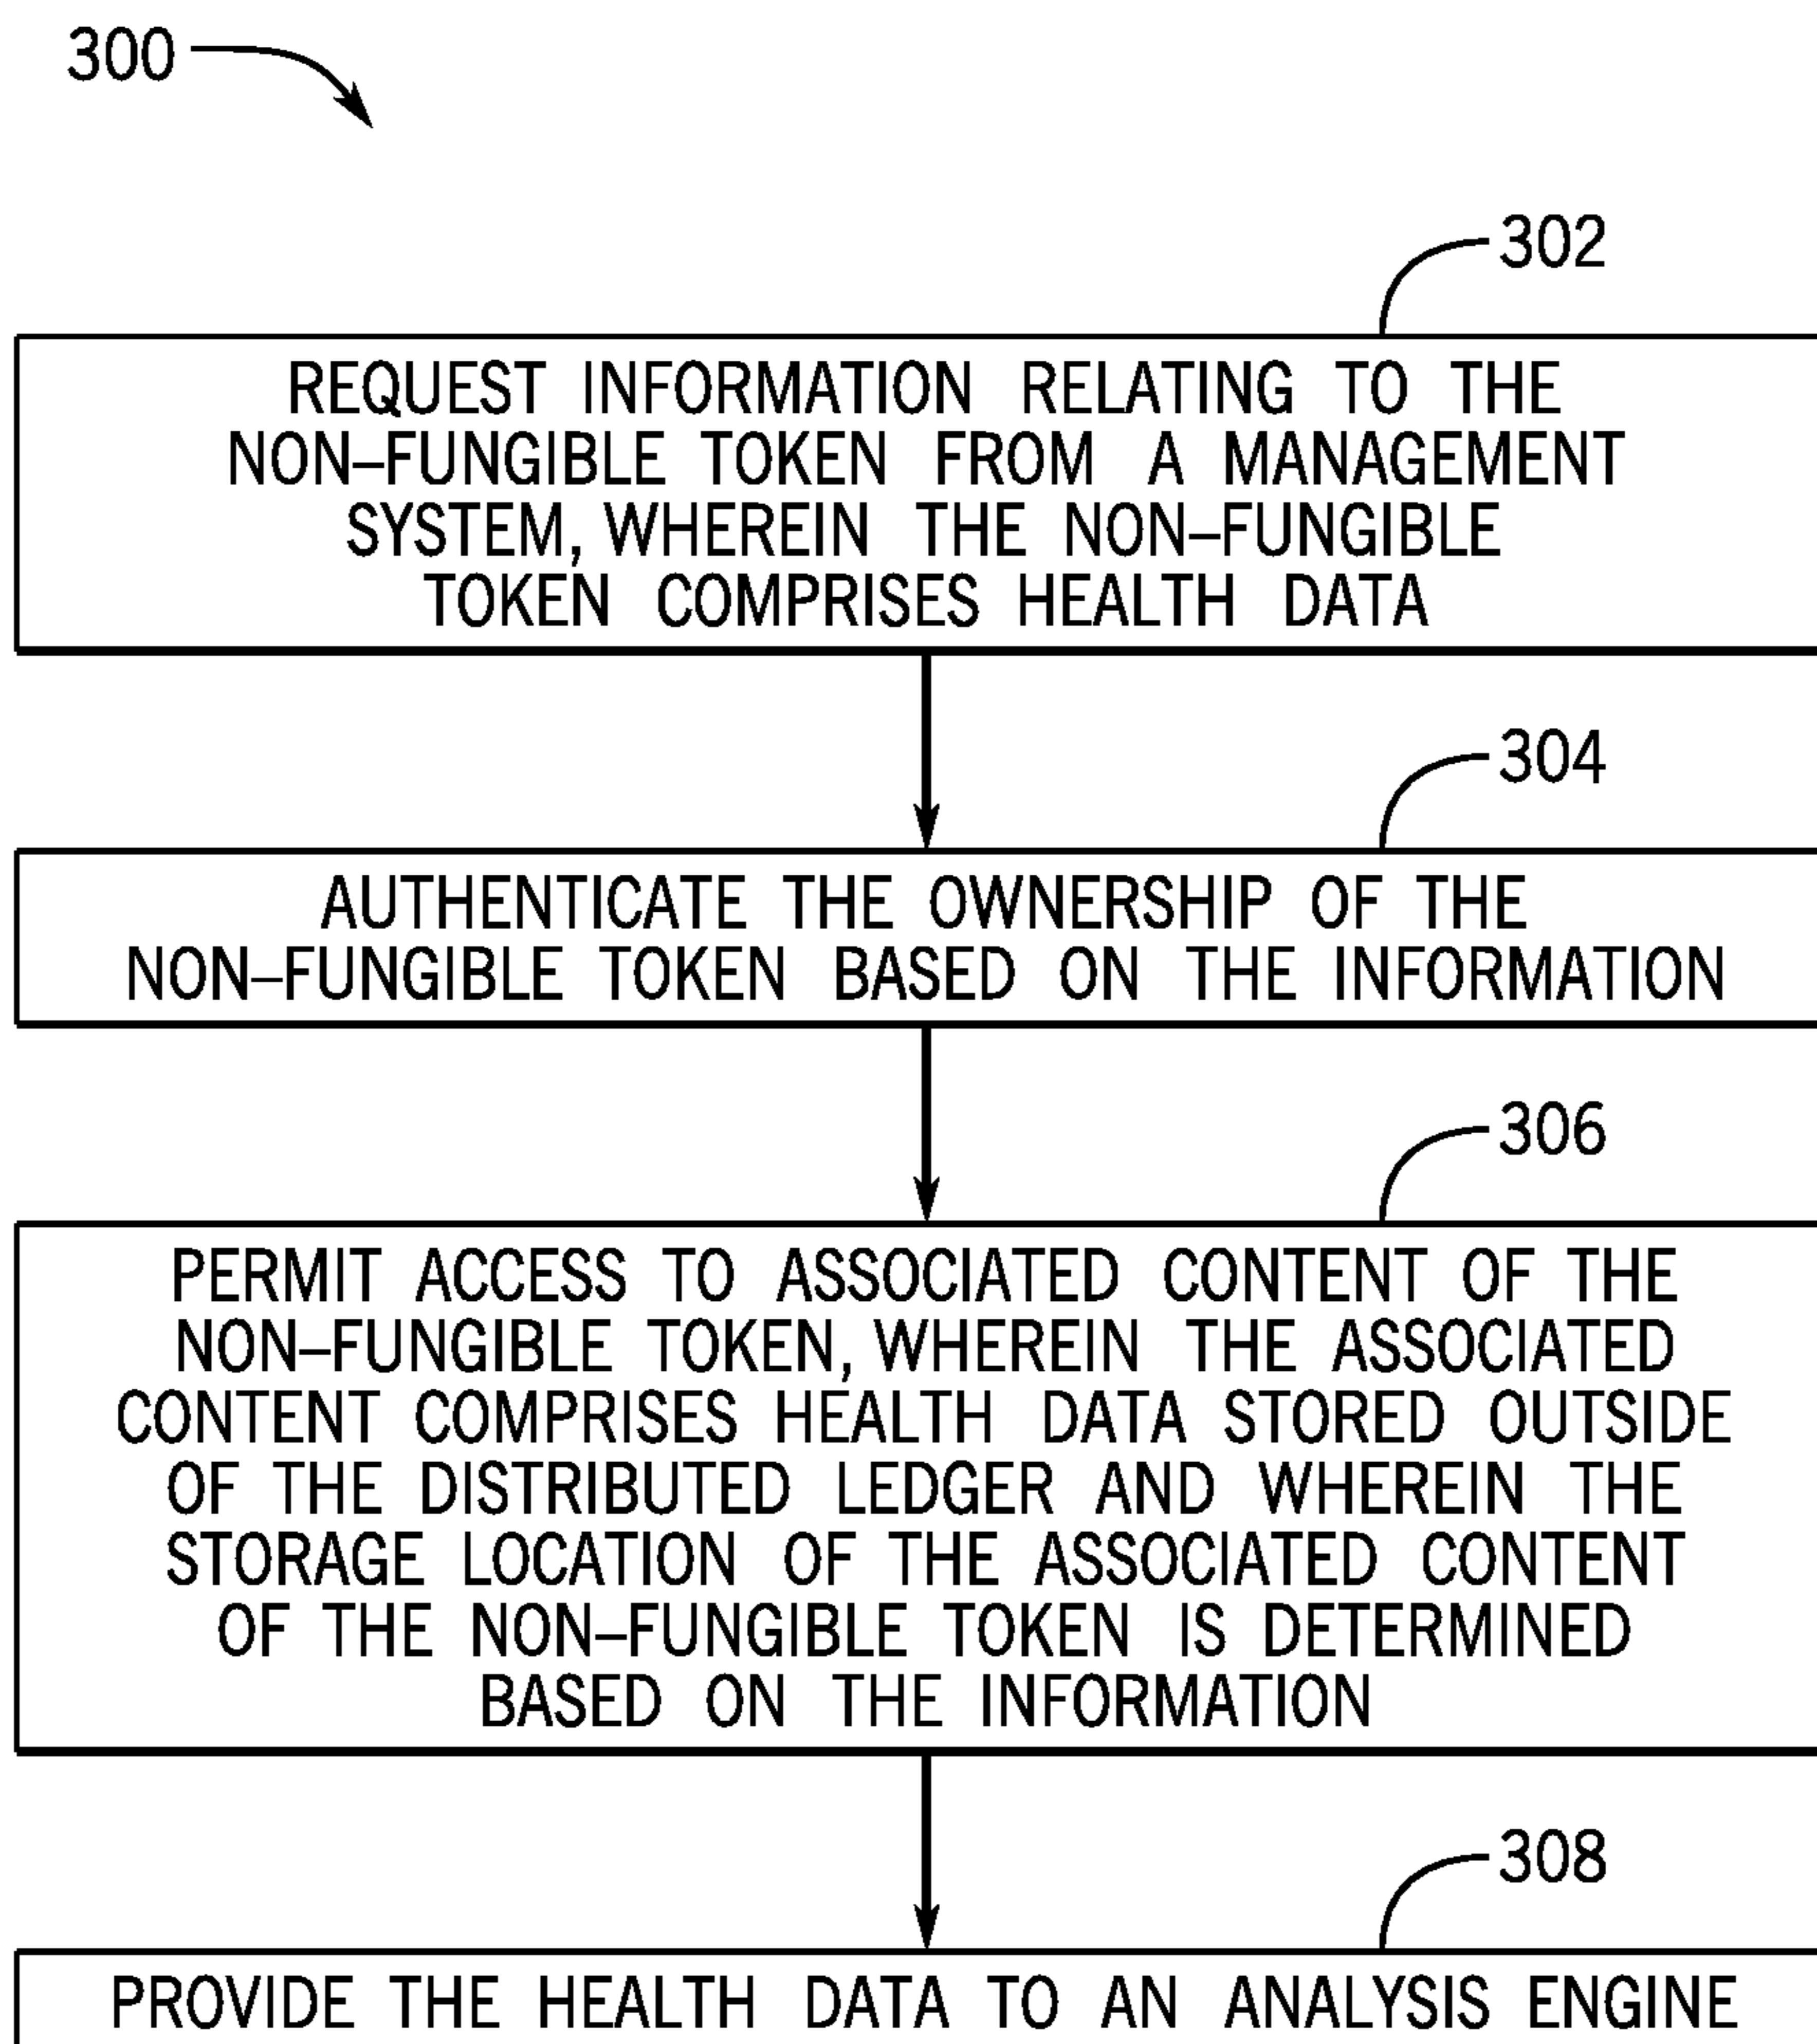 300
302
REQUEST INFORMATION RELATING TO THE
NON–FUNGIBLE TOKEN FROM A MANAGEMENT
SYSTEM, WHEREIN THE NON–FUNGIBLE
TOKEN COMPRISES HEALTH DATA
304
AUTHENTICATE THE OWNERSHIP OF THE
NON–FUNGIBLE TOKEN BASED ON THE INFORMATION
306
PERMIT ACCESS TO ASSOCIATED CONTENT OF THE
NON–FUNGIBLE TOKEN, WHEREIN THE ASSOCIATED
CONTENT COMPRISES HEALTH DATA STORED OUTSIDE
OF THE DISTRIBUTED LEDGER AND WHEREIN THE
STORAGE LOCATION OF THE ASSOCIATED CONTENT
OF THE NON–FUNGIBLE TOKEN IS DETERMINED
BASED ON THE INFORMATION
308
PROVIDE THE HEALTH DATA TO AN ANALYSIS ENGINE